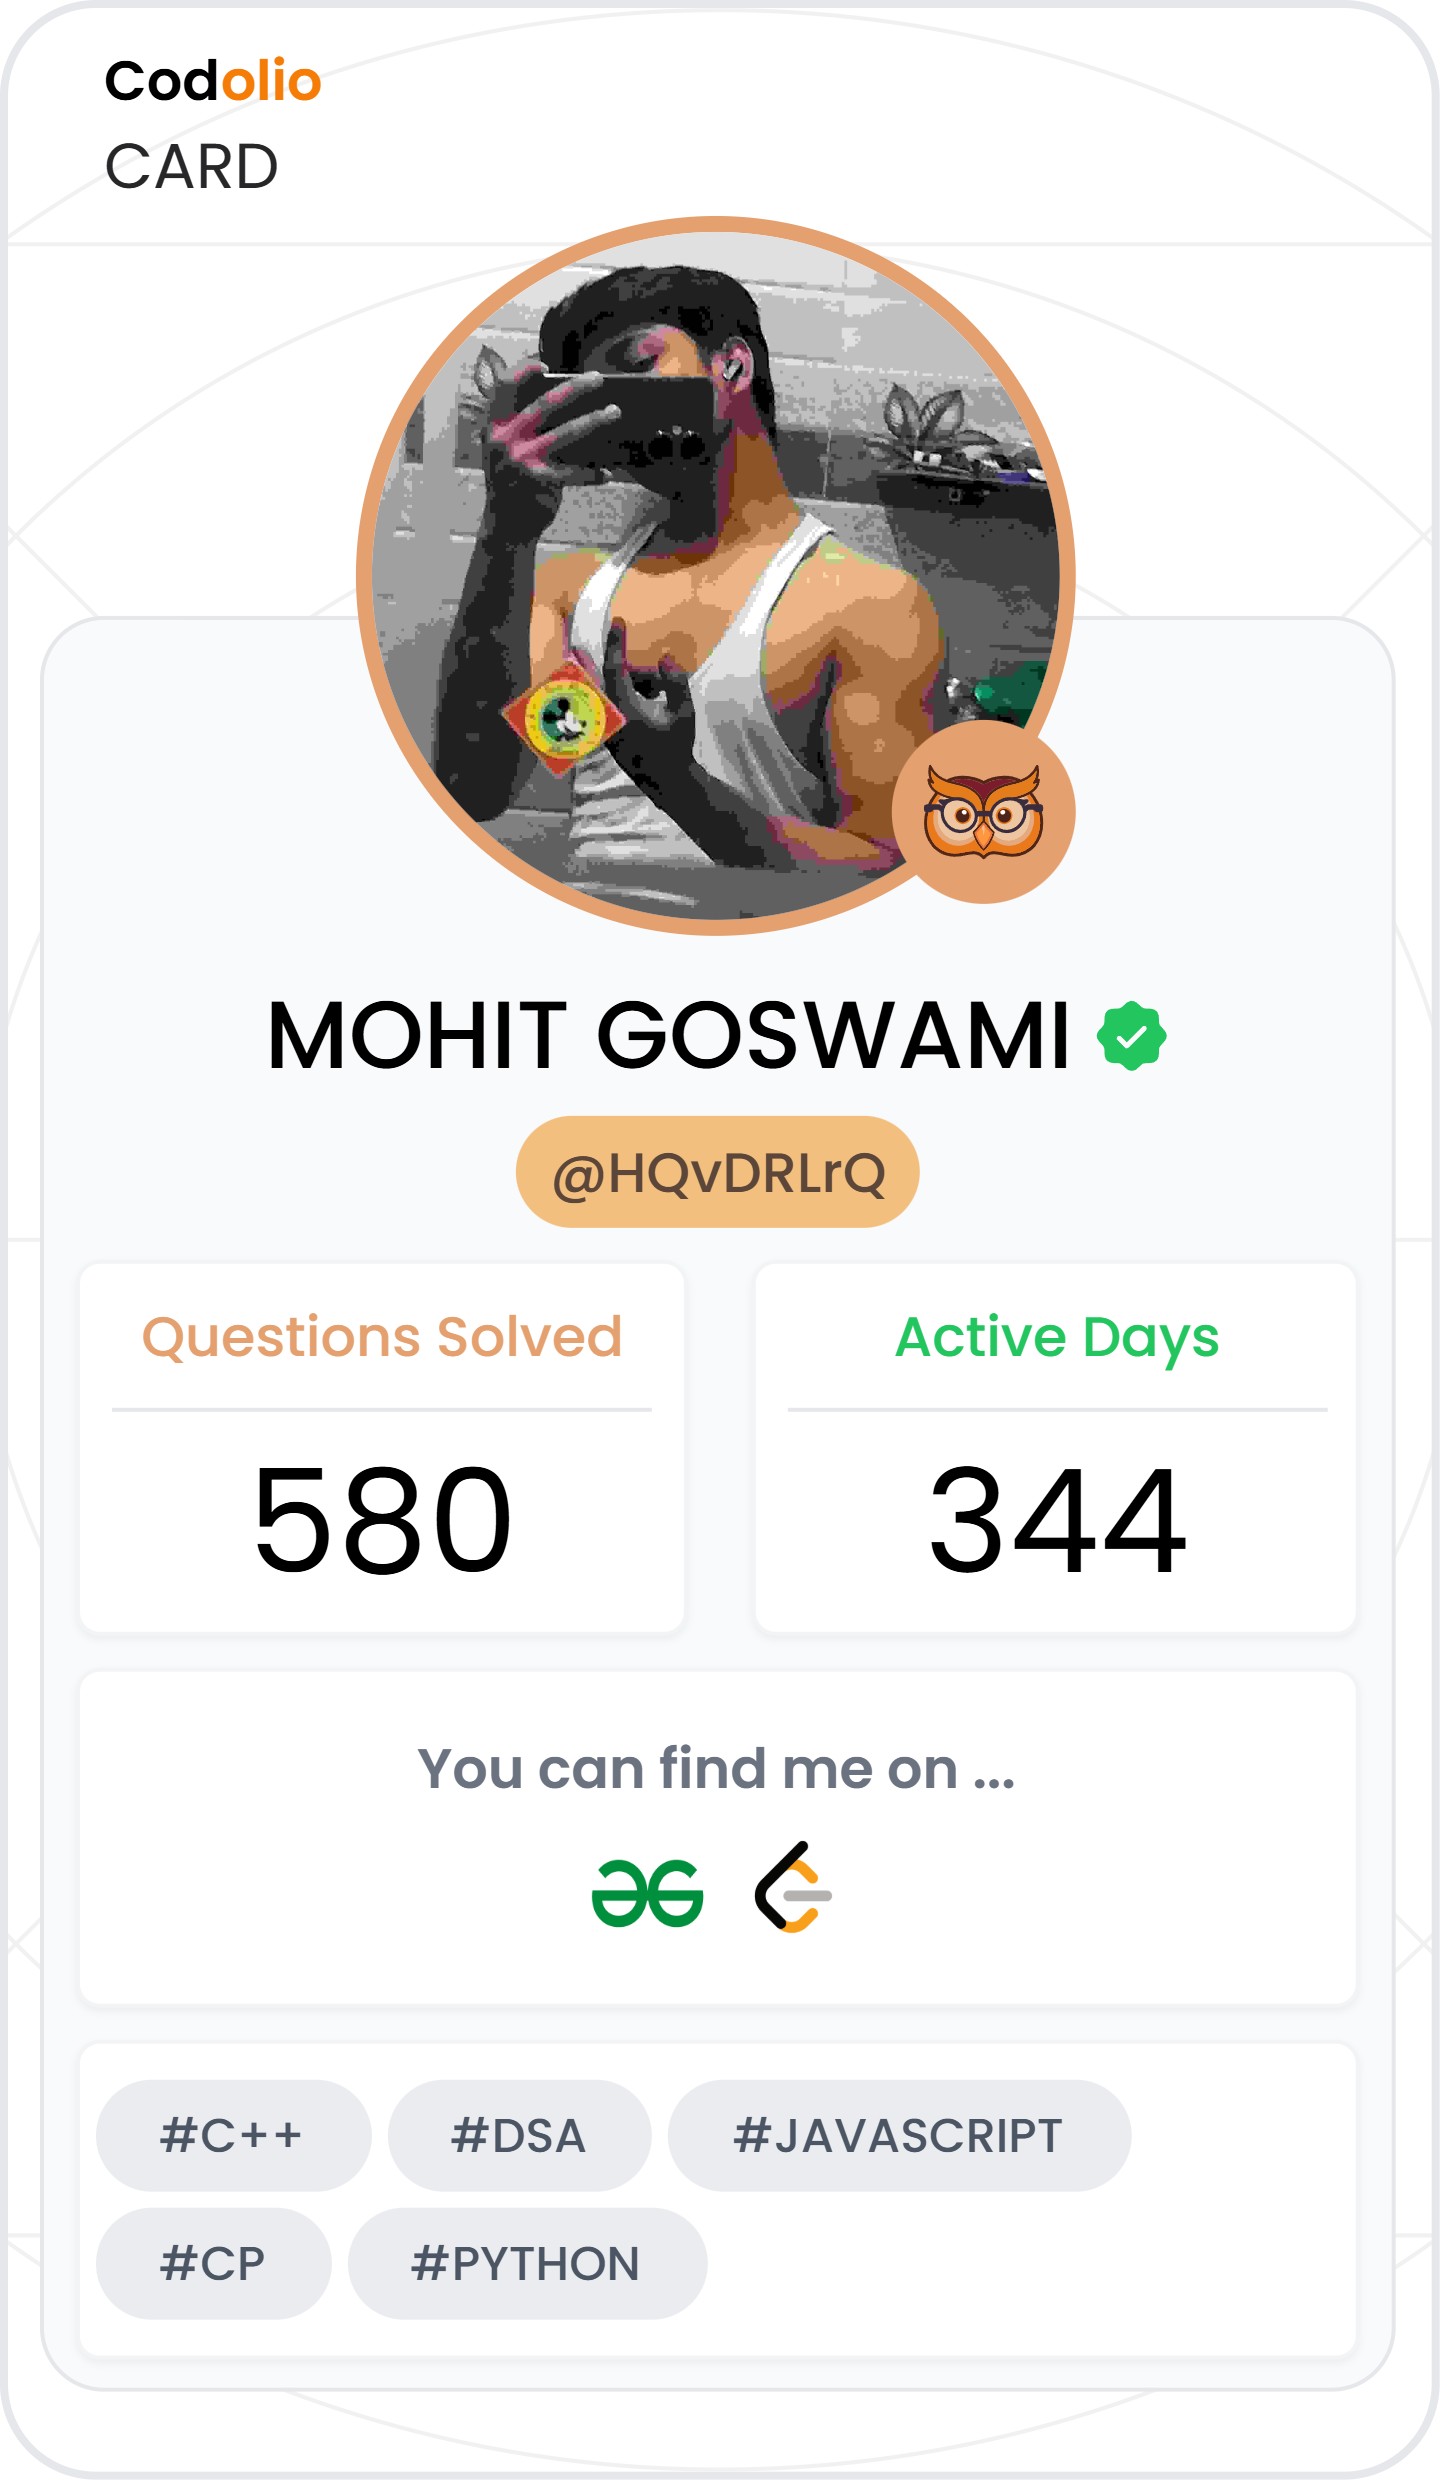 Codolio
CARD
MOHIT GOSWAMI
@HQvDRLrQ
Questions Solved
Active Days
580
344
You can find me on ...
#C++ #DSA #JAVASCRIPT
#CP #PYTHON